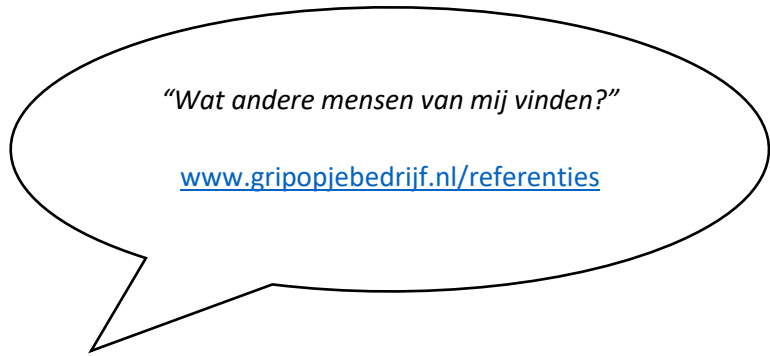 “Wat andere mensen van mij vinden?”
www.gripopjebedrijf.nl/referenties